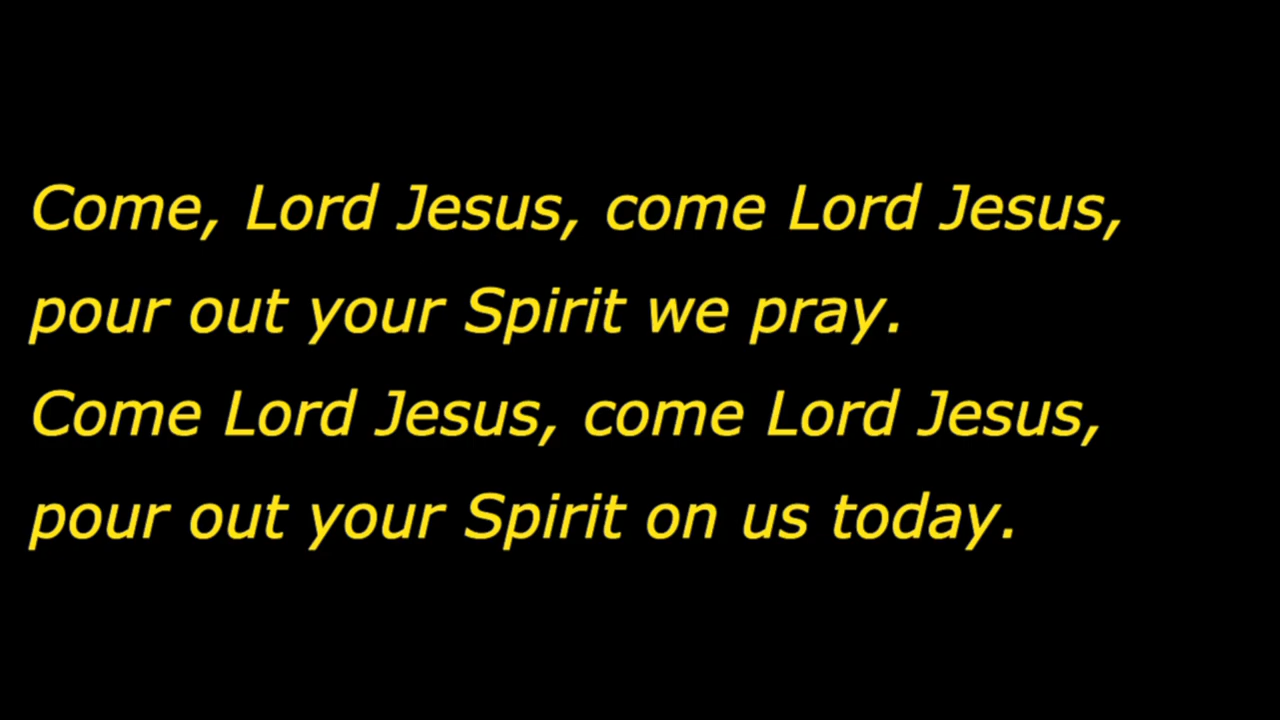 Come, Lord Jesus, come Lord Jesus,
pour out your Spirit we pray.
Come Lord Jesus, come Lord Jesus,
pour out your Spirit on us today.